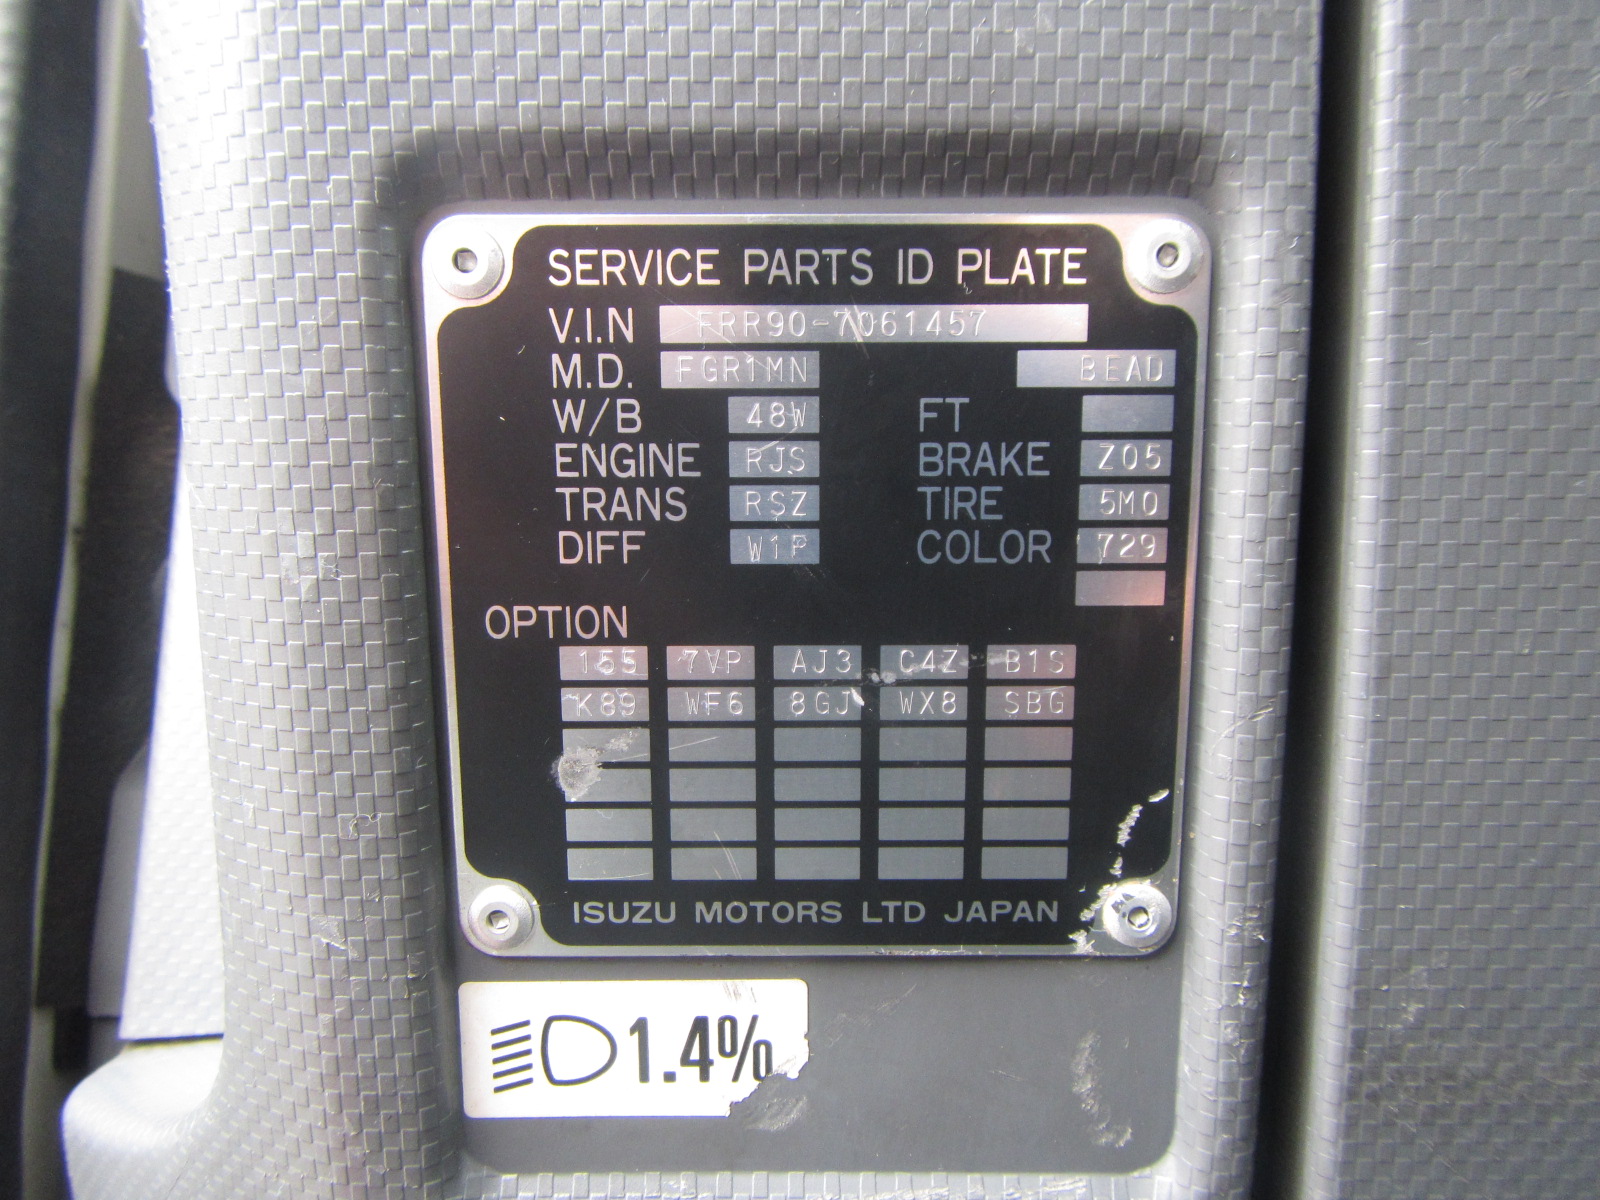 SERVICE PARTS ID PLATE
V.I.N FRR90-7061457
M.D. FGR1MN BEAD
W/B 48W FT
ENGINE RJS BRAKE Z05
TRANS RSZ TIRE 5M0
DIFF W1P COLOR 729
OPTION
155 7VP AJ3 C4Z B1S
K89 WF6 8GJ WX8 SBG
ISUZU MOTORS LTD JAPAN
1.4%